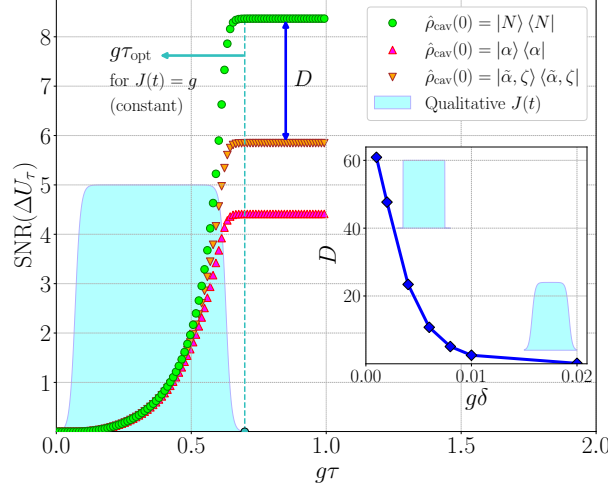 8
7
6
5
4
3
2
1
SNR(ΔU_τ)
0.0
0.5
1.0
1.5
2.0
gτ
gτ_opt
for J(t) = g
(constant)
D
ρ̂_cav(0) = |N⟩ ⟨N|
ρ̂_cav(0) = |α⟩ ⟨α|
ρ̂_cav(0) = |α̃, ζ⟩ ⟨α̃, ζ|
Qualitative J(t)
60
40
20
D
0.00
0.01
0.02
gδ